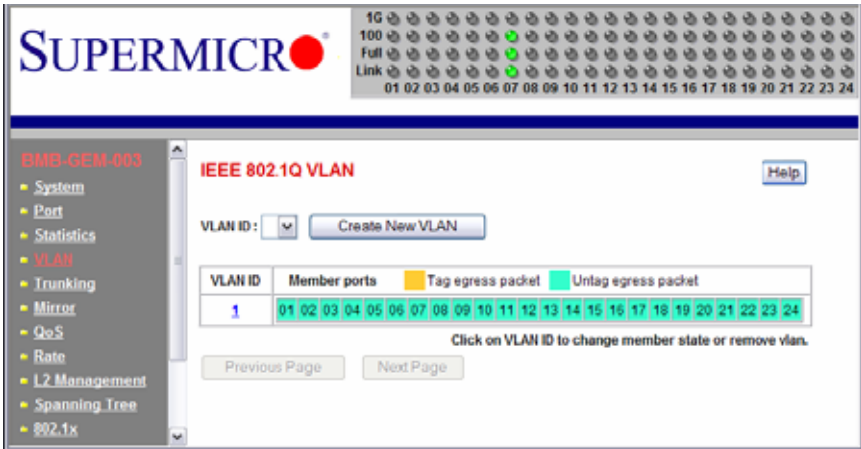 SUPERMICRO
1G
100
Full
Link
01 02 03 04 05 06 07 08 09 10 11 12 13 14 15 16 17 18 19 20 21 22 23 24
BMB-GEM-003
System
Port
Statistics
VLAN
Trunking
Mirror
QoS
Rate
L2 Management
Spanning Tree
802.1x
IEEE 802.1Q VLAN
Help
VLAN ID :
Create New VLAN
VLAN ID Member ports Tag egress packet Untag egress packet
1 01 02 03 04 05 06 07 08 09 10 11 12 13 14 15 16 17 18 19 20 21 22 23 24
Click on VLAN ID to change member state or remove vlan.
Previous Page Next Page